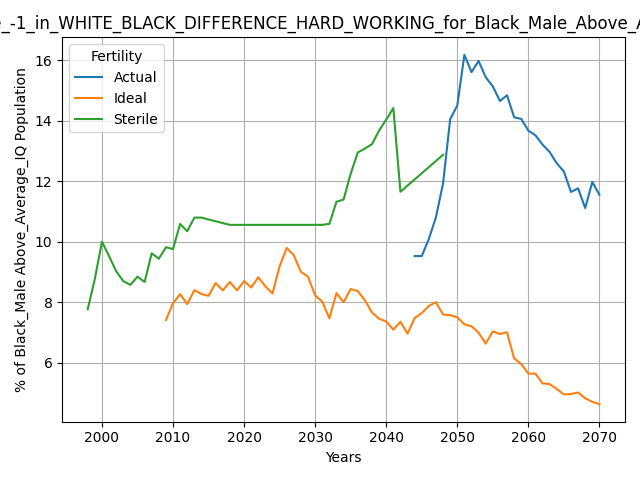 _-1_in_WHITE_BLACK_DIFFERENCE_HARD_WORKING_for_Black_Male_Above_A
Fertility
Actual
Ideal
Sterile
% of Black_Male Above_Average_IQ Population
16
14
12
10
8
6
2000 2010 2020 2030 2040 2050 2060 2070
Years